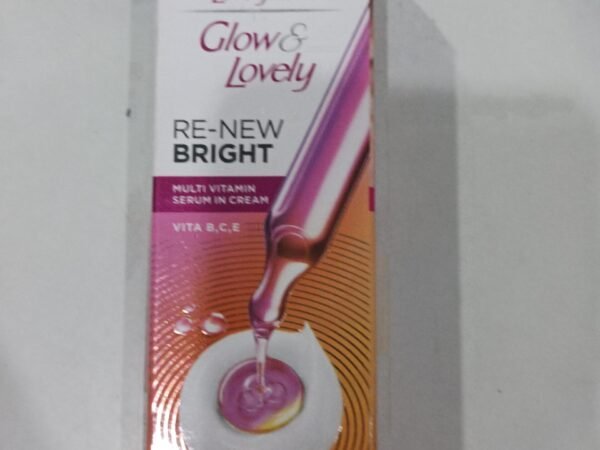 Glow &
Lovely
RE-NEW
BRIGHT
MULTI VITAMIN
SERUM IN CREAM
VITA B,C,E